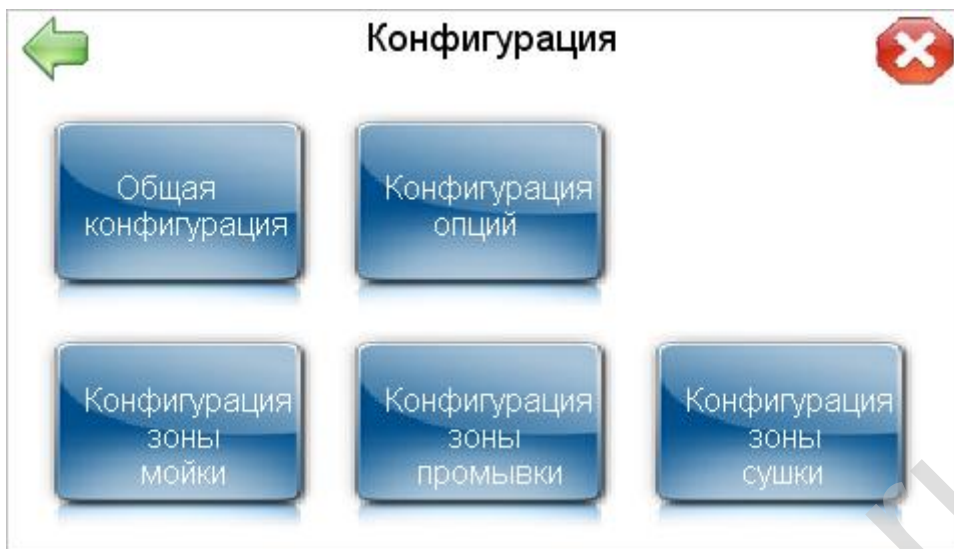 Конфигурация
Общая
конфигурация
Конфигурация
опций
Конфигурация
зоны
мойки
Конфигурация
зоны
промывки
Конфигурация
зоны
сушки